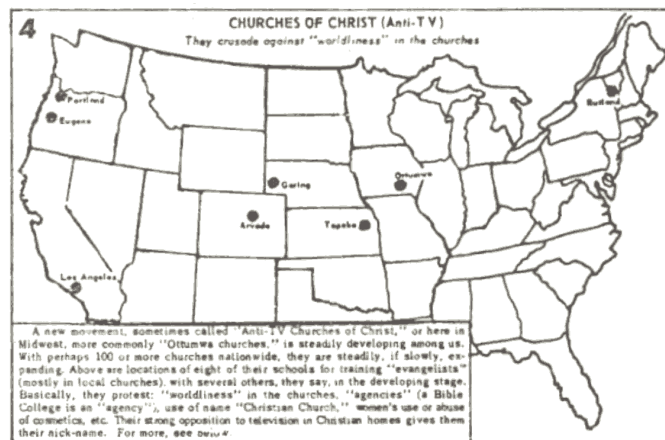 4
CHURCHES OF CHRIST (Anti-TV)
They crusade against "worldliness" in the churches
Portland
Rutland
Eugene
Gering
Ottumwa
Arvada
Topeka
Los Angeles
A new movement, sometimes called "Anti-TV Churches of Christ," or here in
Midwest, more commonly "Ottumwa churches," is steadily developing among us.
With perhaps 100 or more churches nationwide, they are steadily, if slowly, ex-
panding. Above are locations of eight of their schools for training "evangelists"
(mostly in local churches), with several others, they say, in the developing stage.
Basically, they protest: "worldliness" in the churches, "agencies" (a Bible
College is an "agency"), use of name "Christian Church," women's use or abuse
of cosmetics, etc. Their strong opposition to television in Christian homes gives them
their nick-name. For more, see below.